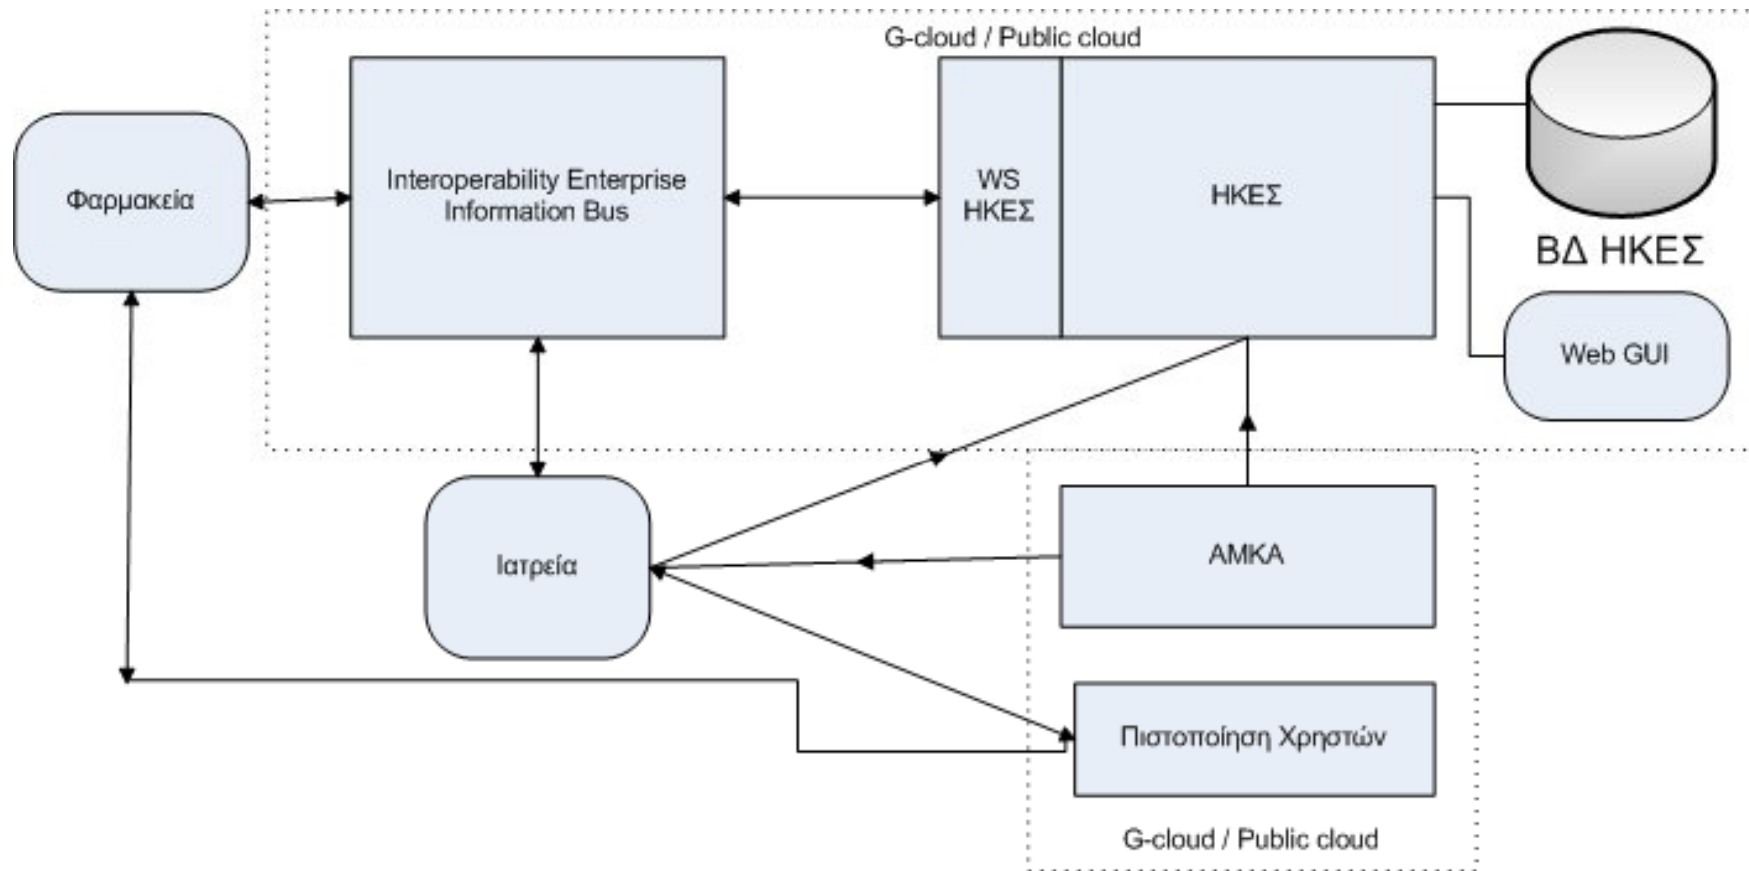 G-cloud / Public cloud
Φαρμακεία
Interoperability Enterprise
Information Bus
WS
ΗΚΕΣ
ΗΚΕΣ
ΒΔ ΗΚΕΣ
Web GUI
Ιατρεία
ΑΜΚΑ
Πιστοποίηση Χρηστών
G-cloud / Public cloud